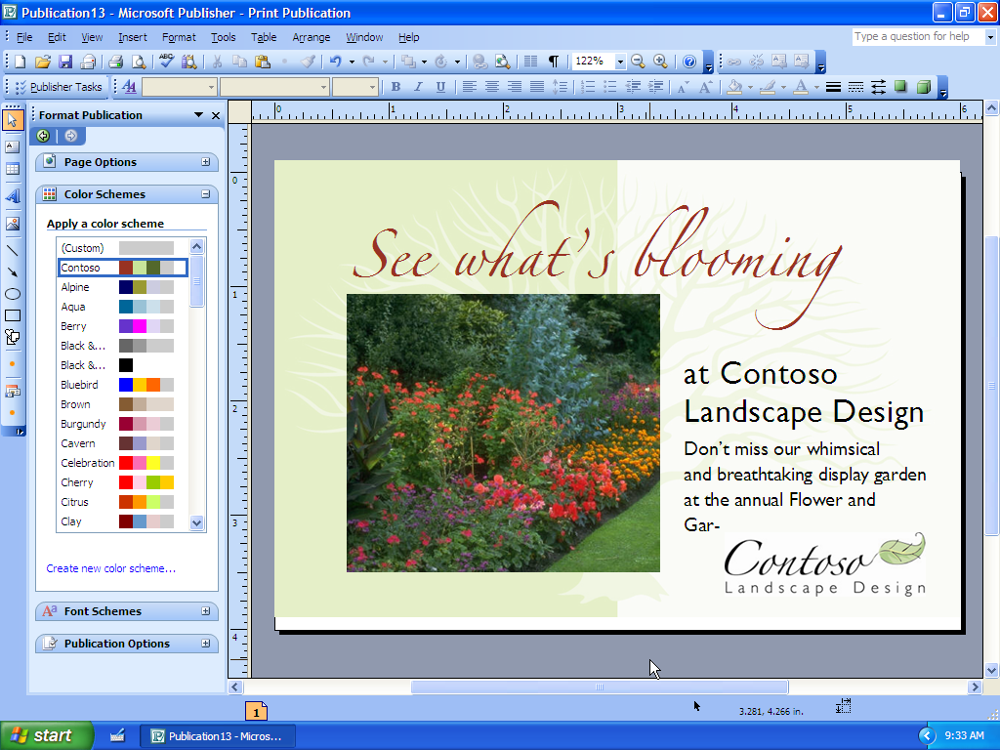 Publication13 - Microsoft Publisher - Print Publication
File Edit View Insert Format Tools Table Arrange Window Help
Type a question for help
122%
Publisher Tasks
Format Publication
Page Options
Color Schemes
Apply a color scheme
(Custom)
Contoso
Alpine
Aqua
Berry
Black &...
Black &...
Bluebird
Brown
Burgundy
Cavern
Celebration
Cherry
Citrus
Clay
Create new color scheme...
Font Schemes
Publication Options
0 1 2 3 4 5 6
0
1
2
3
4
See what's blooming
at Contoso
Landscape Design
Don't miss our whimsical
and breathtaking display garden
at the annual Flower and
Gar-
Contoso
Landscape Design
1
3.281, 4.266 in.
start
Publication13 - Micros...
9:33 AM